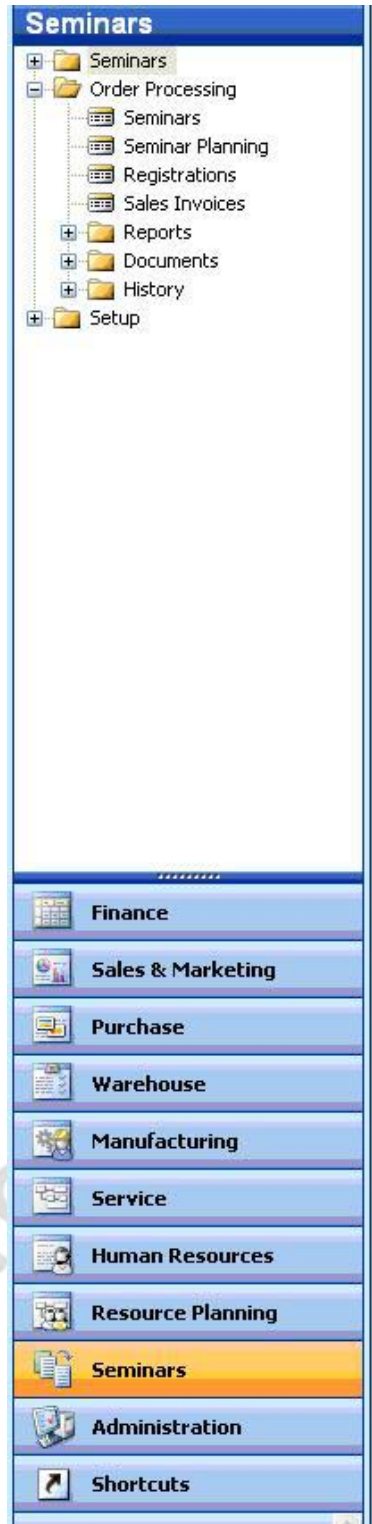 Seminars
Seminars
Order Processing
Seminars
Seminar Planning
Registrations
Sales Invoices
Reports
Documents
History
Setup
Finance
Sales & Marketing
Purchase
Warehouse
Manufacturing
Service
Human Resources
Resource Planning
Seminars
Administration
Shortcuts